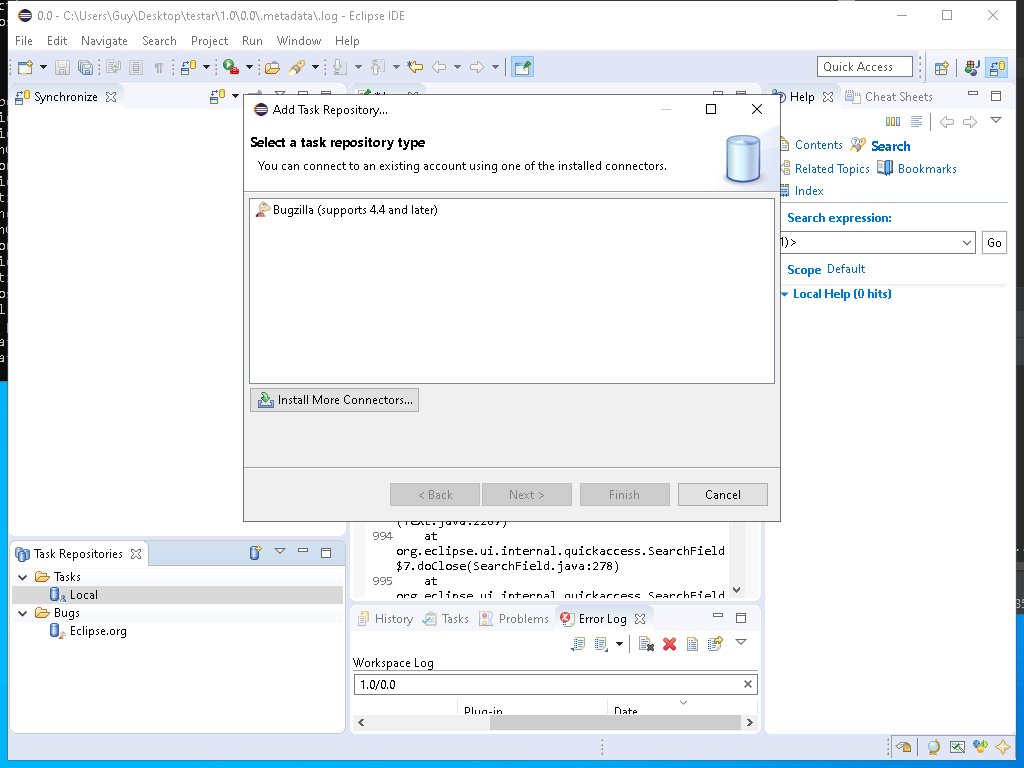 0.0 - C:\Users\Guy\Desktop\testar\1.0\0.0\.metadata\.log - Eclipse IDE
File Edit Navigate Search Project Run Window Help
Quick Access
Synchronize
Help Cheat Sheets
Add Task Repository...
Select a task repository type
You can connect to an existing account using one of the installed connectors.
Bugzilla (supports 4.4 and later)
Install More Connectors...
< Back Next > Finish Cancel
Contents Search
Related Topics Bookmarks
Index
Search expression:
1)> Go
Scope Default
Local Help (0 hits)
(Text.java:2267)
994 at
org.eclipse.ui.internal.quickaccess.SearchField
$7.doClose(SearchField.java:278)
995 at
org.eclipse.ui.internal.quickaccess.SearchField
Task Repositories
Tasks
Local
Bugs
Eclipse.org
History Tasks Problems Error Log
Workspace Log
1.0/0.0
Plug-in Date